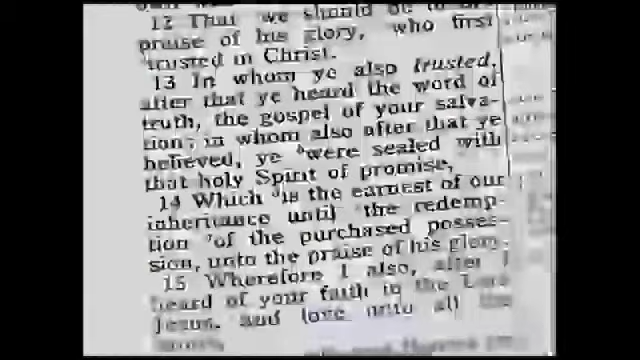 12 That we should be to
praise of his glory, who first
trusted in Christ.
13 In whom ye also trusted,
after that ye heard the word of
truth, the gospel of your salva-
tion: in whom also after that ye
believed, ye were sealed with
that holy Spirit of promise,
14 Which is the earnest of our
inheritance until the redemp-
tion of the purchased posses-
sion, unto the praise of his glory.
15 Wherefore I also, after I
heard of your faith in the Lord
Jesus, and love unto all the